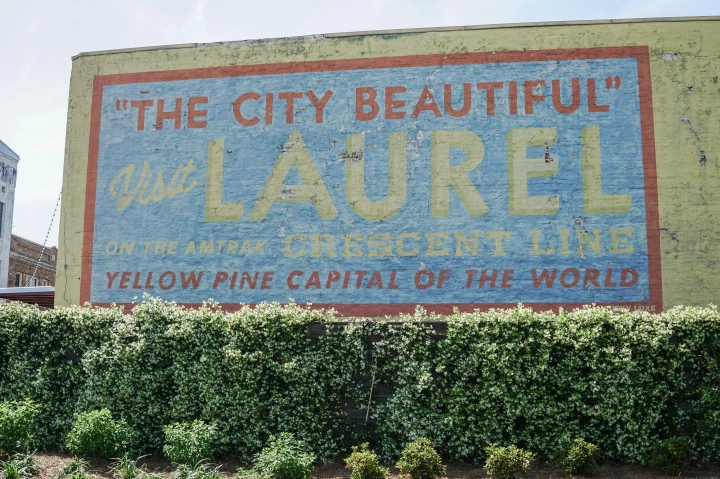 "THE CITY BEAUTIFUL"
Visit LAUREL
ON THE AMTRAK CRESCENT LINE
YELLOW PINE CAPITAL OF THE WORLD